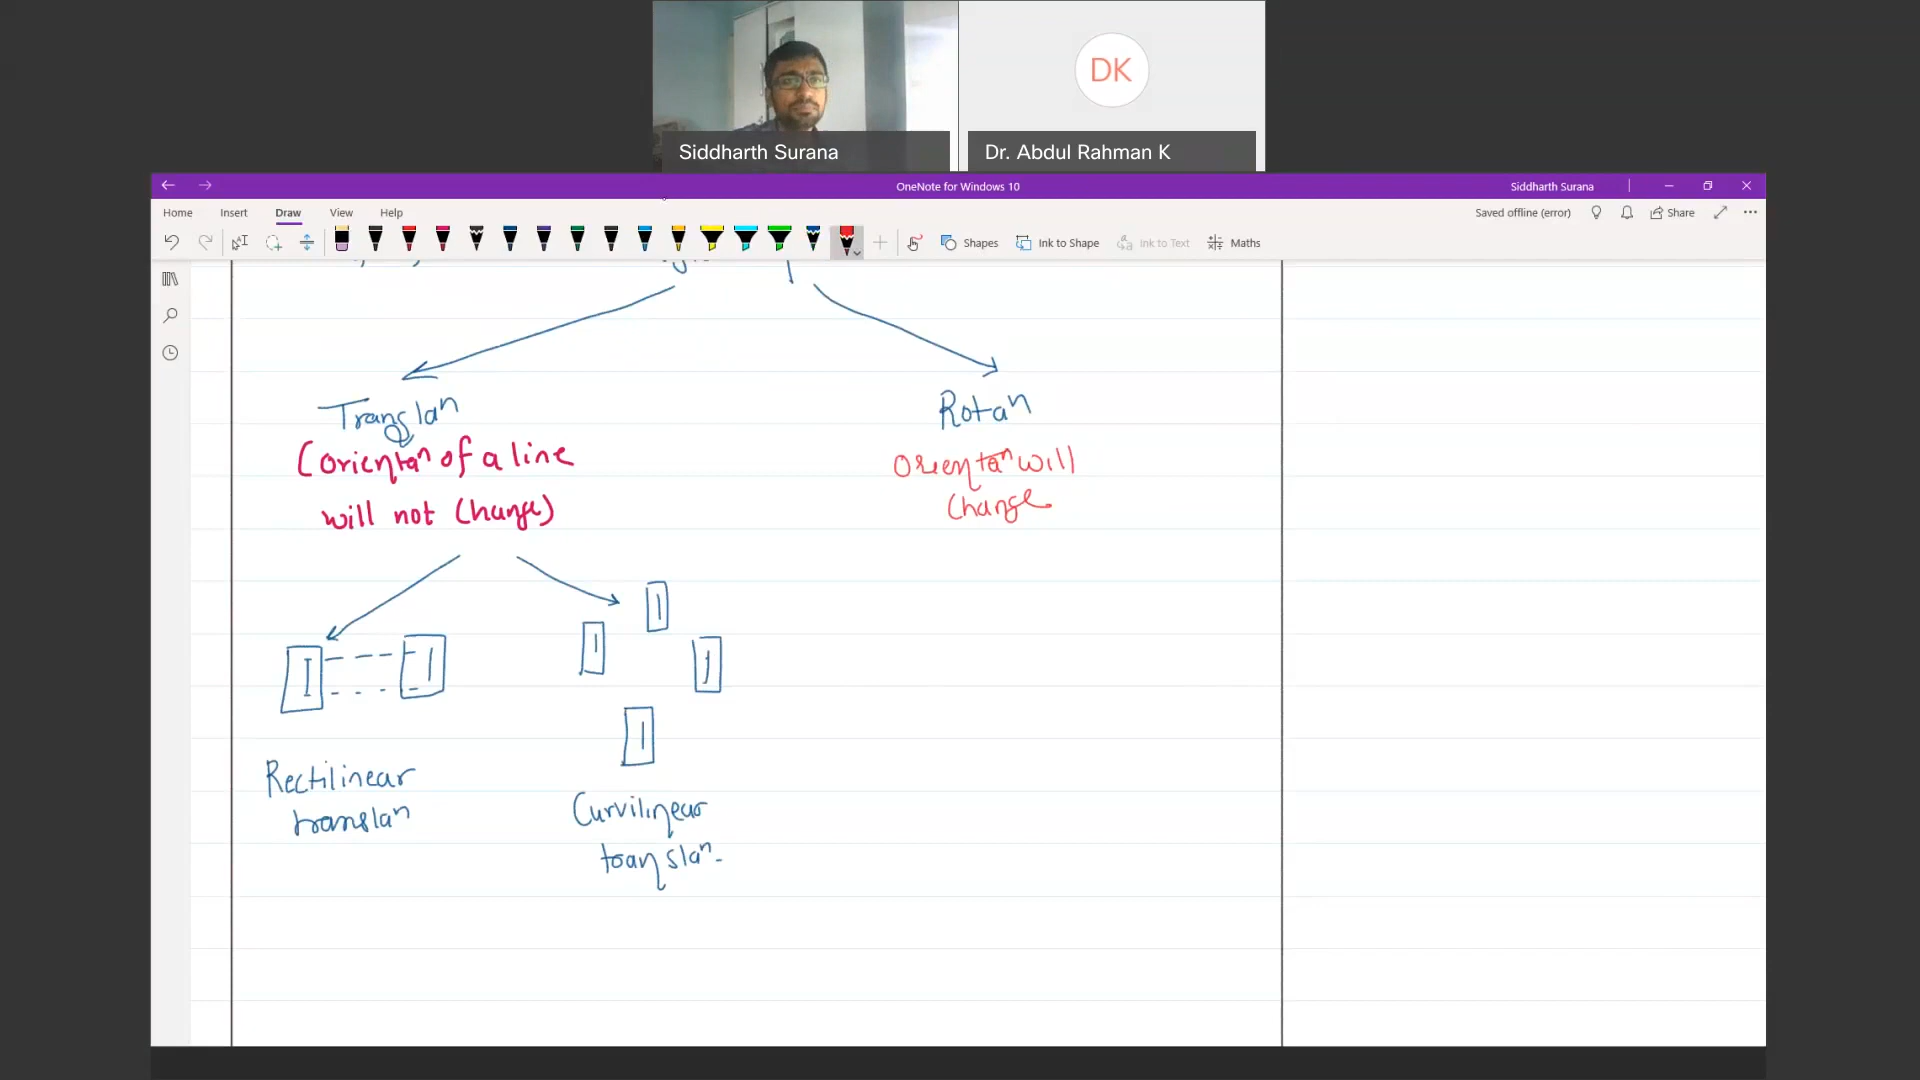 DK
Siddharth Surana
Dr. Abdul Rahman K
OneNote for Windows 10
Siddharth Surana
Home Insert Draw View Help
Saved offline (error)
Share
Shapes
Ink to Shape
Ink to Text
Maths
Translaⁿ
Rotaⁿ
(orientaⁿ of a line
will not change)
Orientaⁿ will
change
Rectilinear
translaⁿ
Curvilinear
translaⁿ.